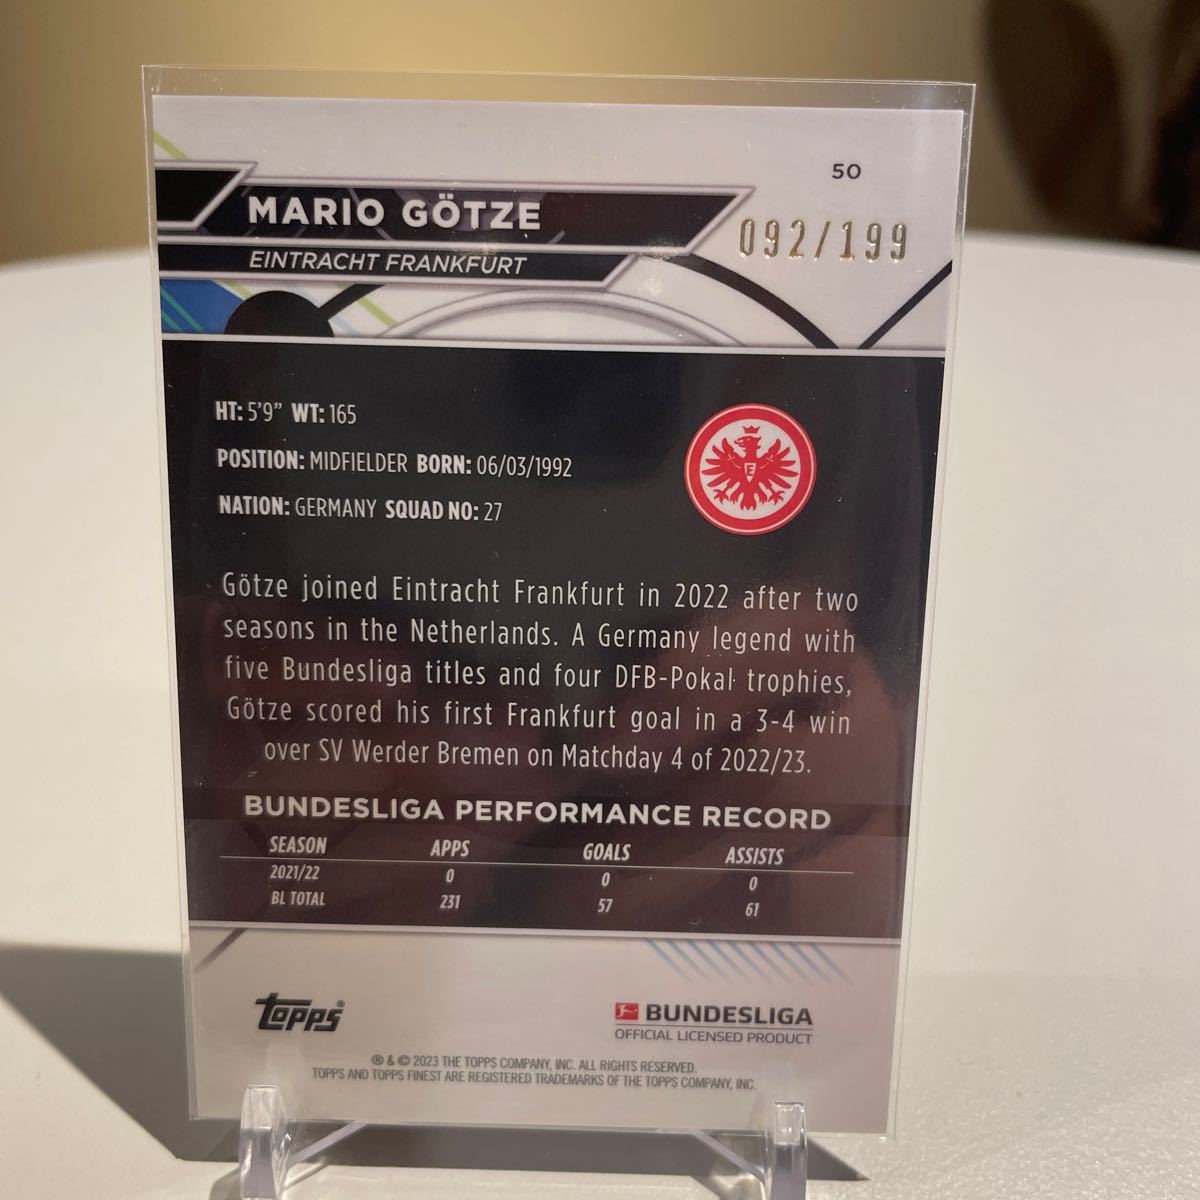 50
MARIO GÖTZE
092/199
EINTRACHT FRANKFURT
HT: 5'9" WT: 165
POSITION: MIDFIELDER BORN: 06/03/1992
NATION: GERMANY SQUAD NO: 27
E
Götze joined Eintracht Frankfurt in 2022 after two
seasons in the Netherlands. A Germany legend with
five Bundesliga titles and four DFB-Pokal trophies,
Götze scored his first Frankfurt goal in a 3-4 win
over SV Werder Bremen on Matchday 4 of 2022/23.
BUNDESLIGA PERFORMANCE RECORD
SEASON APPS GOALS ASSISTS
2021/22 0 0 0
BL TOTAL 231 57 61
topps®
BUNDESLIGA
OFFICIAL LICENSED PRODUCT
® & © 2023 THE TOPPS COMPANY, INC. ALL RIGHTS RESERVED.
TOPPS AND TOPPS FINEST ARE REGISTERED TRADEMARKS OF THE TOPPS COMPANY, INC.